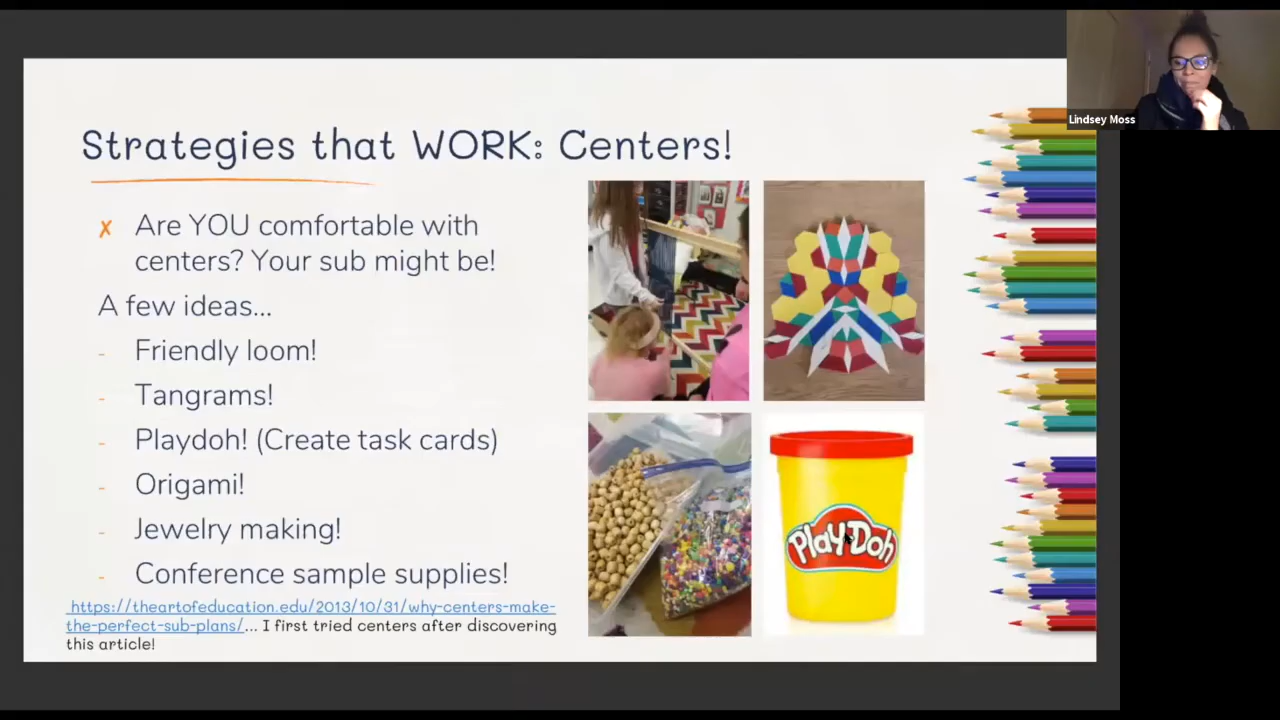 Lindsey Moss
Strategies that WORK: Centers!
✗ Are YOU comfortable with
centers? Your sub might be!
A few ideas...
- Friendly loom!
- Tangrams!
- Playdoh! (Create task cards)
- Origami!
- Jewelry making!
- Conference sample supplies!
https://theartofeducation.edu/2013/10/31/why-centers-make-
the-perfect-sub-plans/... I first tried centers after discovering
this article!
Play-Doh